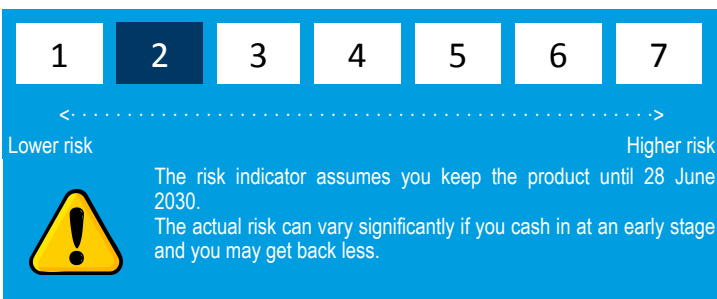 1 2 3 4 5 6 7
<· · · · · · · · · · · · · · · · · · · · · · · · · · · · · · · · · · · · · · · · · · · · · · · · · · · ·>
Lower risk Higher risk
The risk indicator assumes you keep the product until 28 June
2030.
The actual risk can vary significantly if you cash in at an early stage
and you may get back less.
!